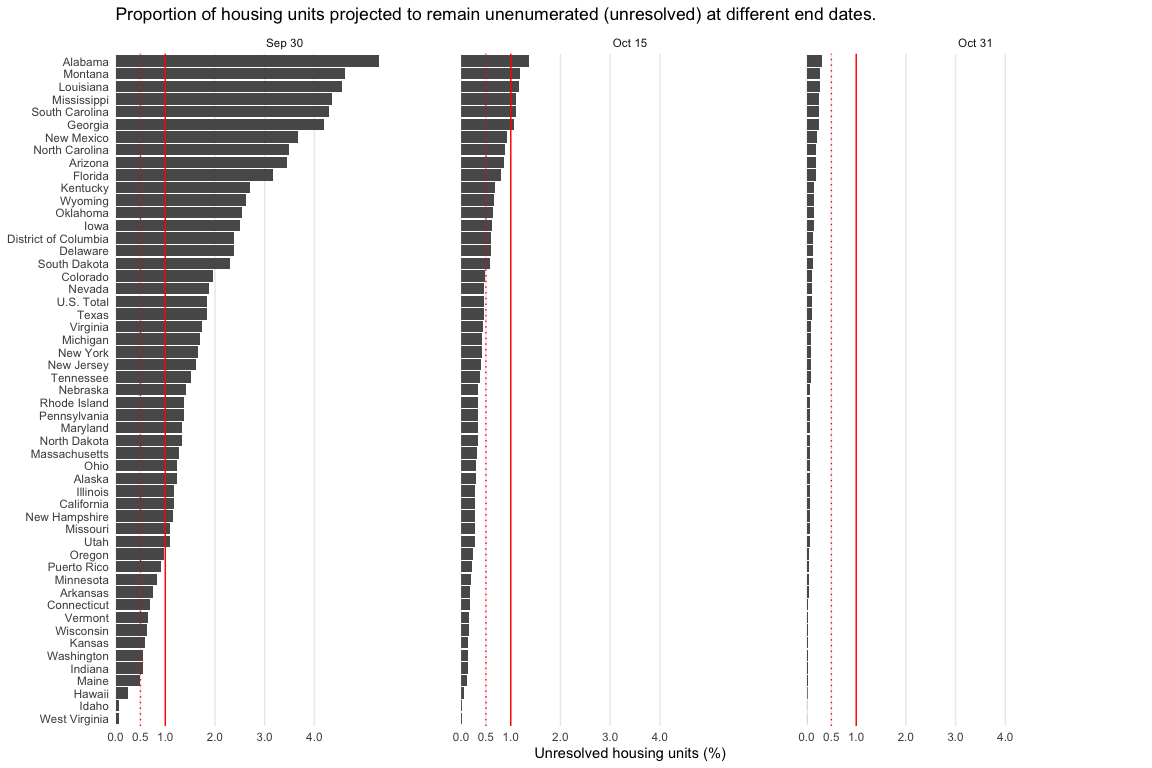 Proportion of housing units projected to remain unenumerated (unresolved) at different end dates.
Sep 30 Oct 15 Oct 31
Alabama
Montana
Louisiana
Mississippi
South Carolina
Georgia
New Mexico
North Carolina
Arizona
Florida
Kentucky
Wyoming
Oklahoma
Iowa
District of Columbia
Delaware
South Dakota
Colorado
Nevada
U.S. Total
Texas
Virginia
Michigan
New York
New Jersey
Tennessee
Nebraska
Rhode Island
Pennsylvania
Maryland
North Dakota
Massachusetts
Ohio
Alaska
Illinois
California
New Hampshire
Missouri
Utah
Oregon
Puerto Rico
Minnesota
Arkansas
Connecticut
Vermont
Wisconsin
Kansas
Washington
Indiana
Maine
Hawaii
Idaho
West Virginia
0.0 0.5 1.0 2.0 3.0 4.0 0.0 0.5 1.0 2.0 3.0 4.0 0.0 0.5 1.0 2.0 3.0 4.0
Unresolved housing units (%)